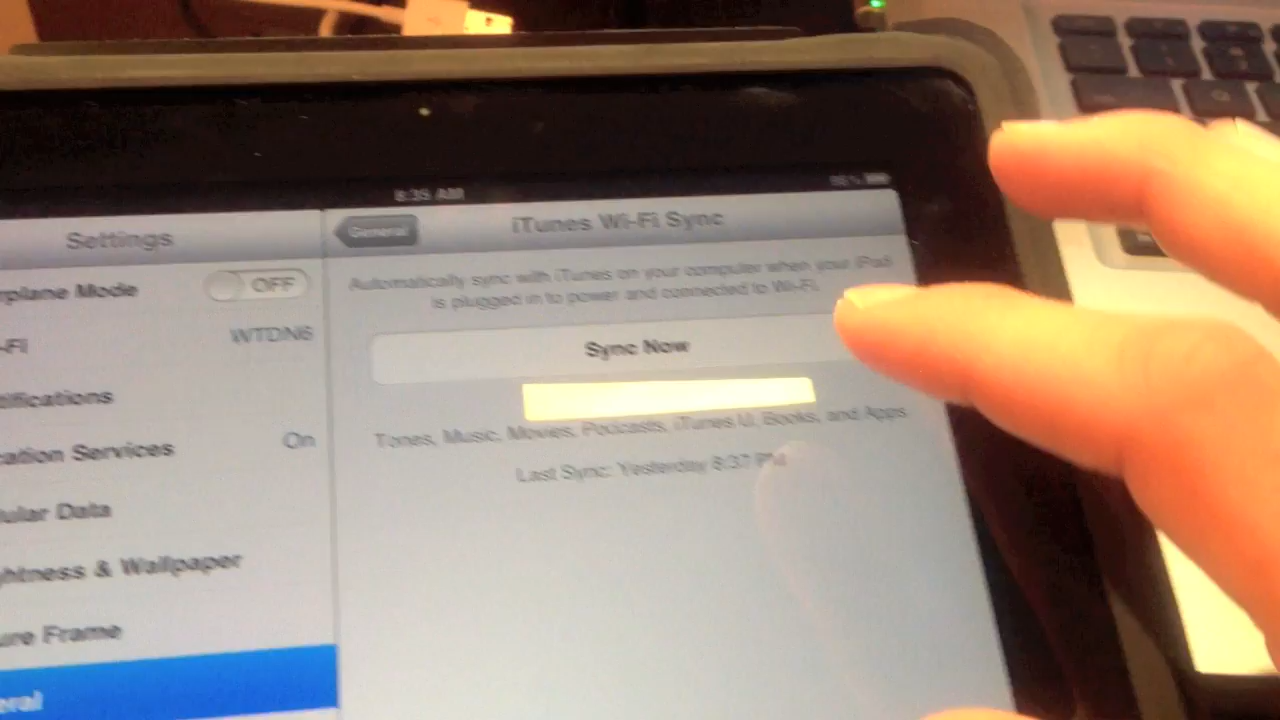 8:35 AM
Settings
General
iTunes Wi-Fi Sync
rplane Mode
OFF
-Fi
WTDN6
tifications
cation Services
On
ular Data
ghtness & Wallpaper
ure Frame
eral
Automatically sync with iTunes on your computer when your iPad
is plugged in to power and connected to Wi-Fi.
Sync Now
Tones, Music, Movies, Podcasts, iTunes U, Books, and Apps
Last Sync: Yesterday 8:37 PM